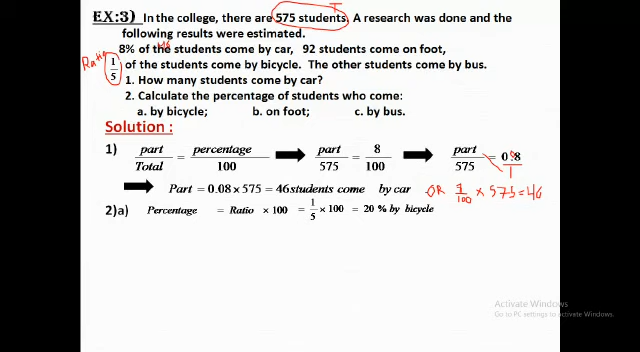 EX:3) In the college, there are 575 students. A research was done and the
T
following results were estimated.
8% of the students come by car, 92 students come on foot,
Ratio 1/5 of the students come by bicycle. The other students come by bus.
1. How many students come by car?
2. Calculate the percentage of students who come:
a. by bicycle; b. on foot; c. by bus.
Solution :
1) part/Total = percentage/100 ➡ part/575 = 8/100 ➡ part/575 = 0.08/1
➡ Part = 0.08 × 575 = 46 students come by car OR /100 × 575 = 46
2)a) Percentage = Ratio × 100 = 1/5 × 100 = 20 % by bicycle
Activate Windows
Go to PC settings to activate Windows.